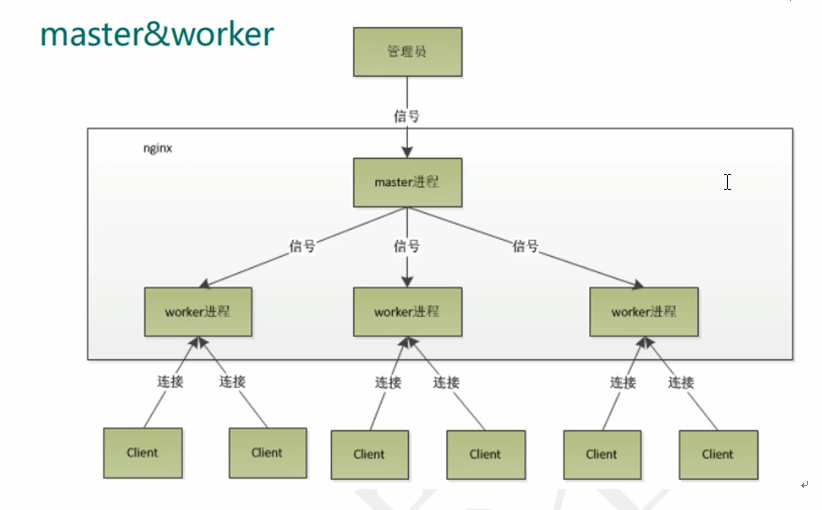 master&worker
管理员
信号
nginx
master进程
信号
信号
信号
worker进程
worker进程
worker进程
连接
连接
连接
连接
连接
连接
Client
Client
Client
Client
Client
Client